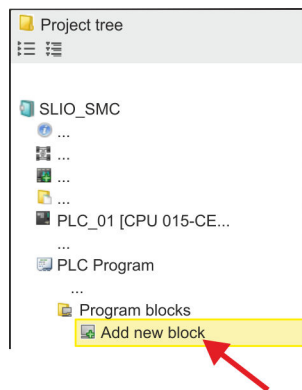 Project tree
SLIO_SMC
...
...
...
...
PLC_01 [CPU 015-CE...
...
PLC Program
...
Program blocks
Add new block